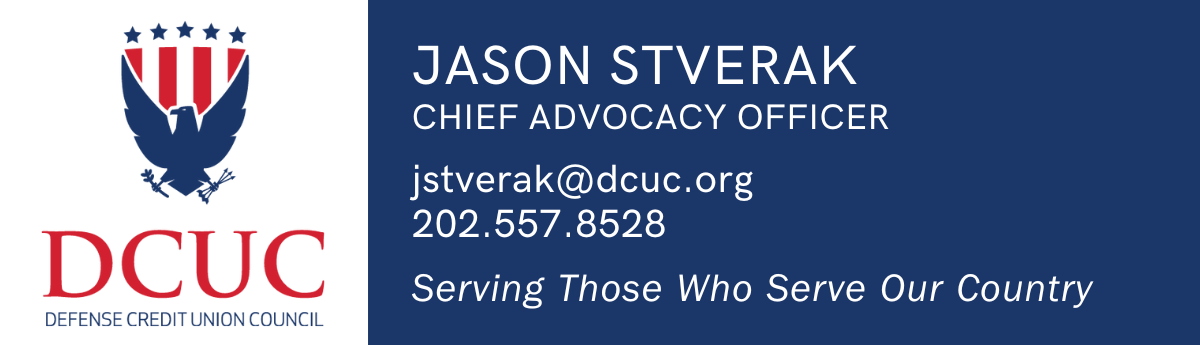 DCUC
DEFENSE CREDIT UNION COUNCIL
JASON STVERAK
CHIEF ADVOCACY OFFICER
jstverak@dcuc.org
202.557.8528
Serving Those Who Serve Our Country